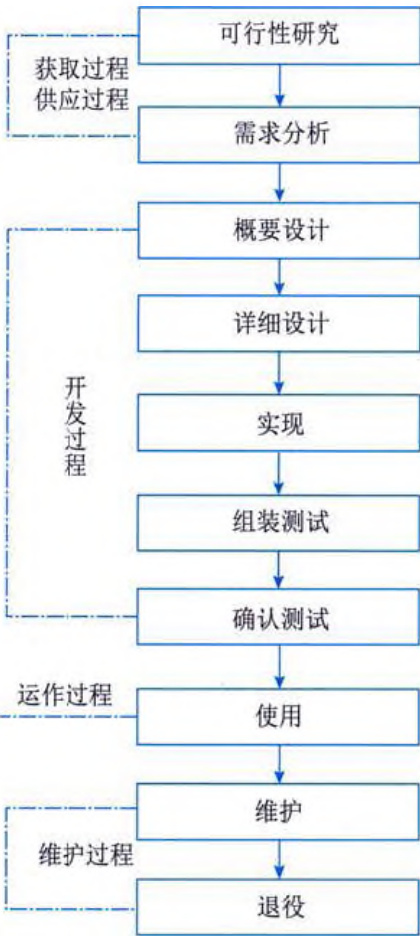 可行性研究
获取过程
供应过程
需求分析
概要设计
详细设计
开发过程
实现
组装测试
确认测试
运作过程
使用
维护
维护过程
退役